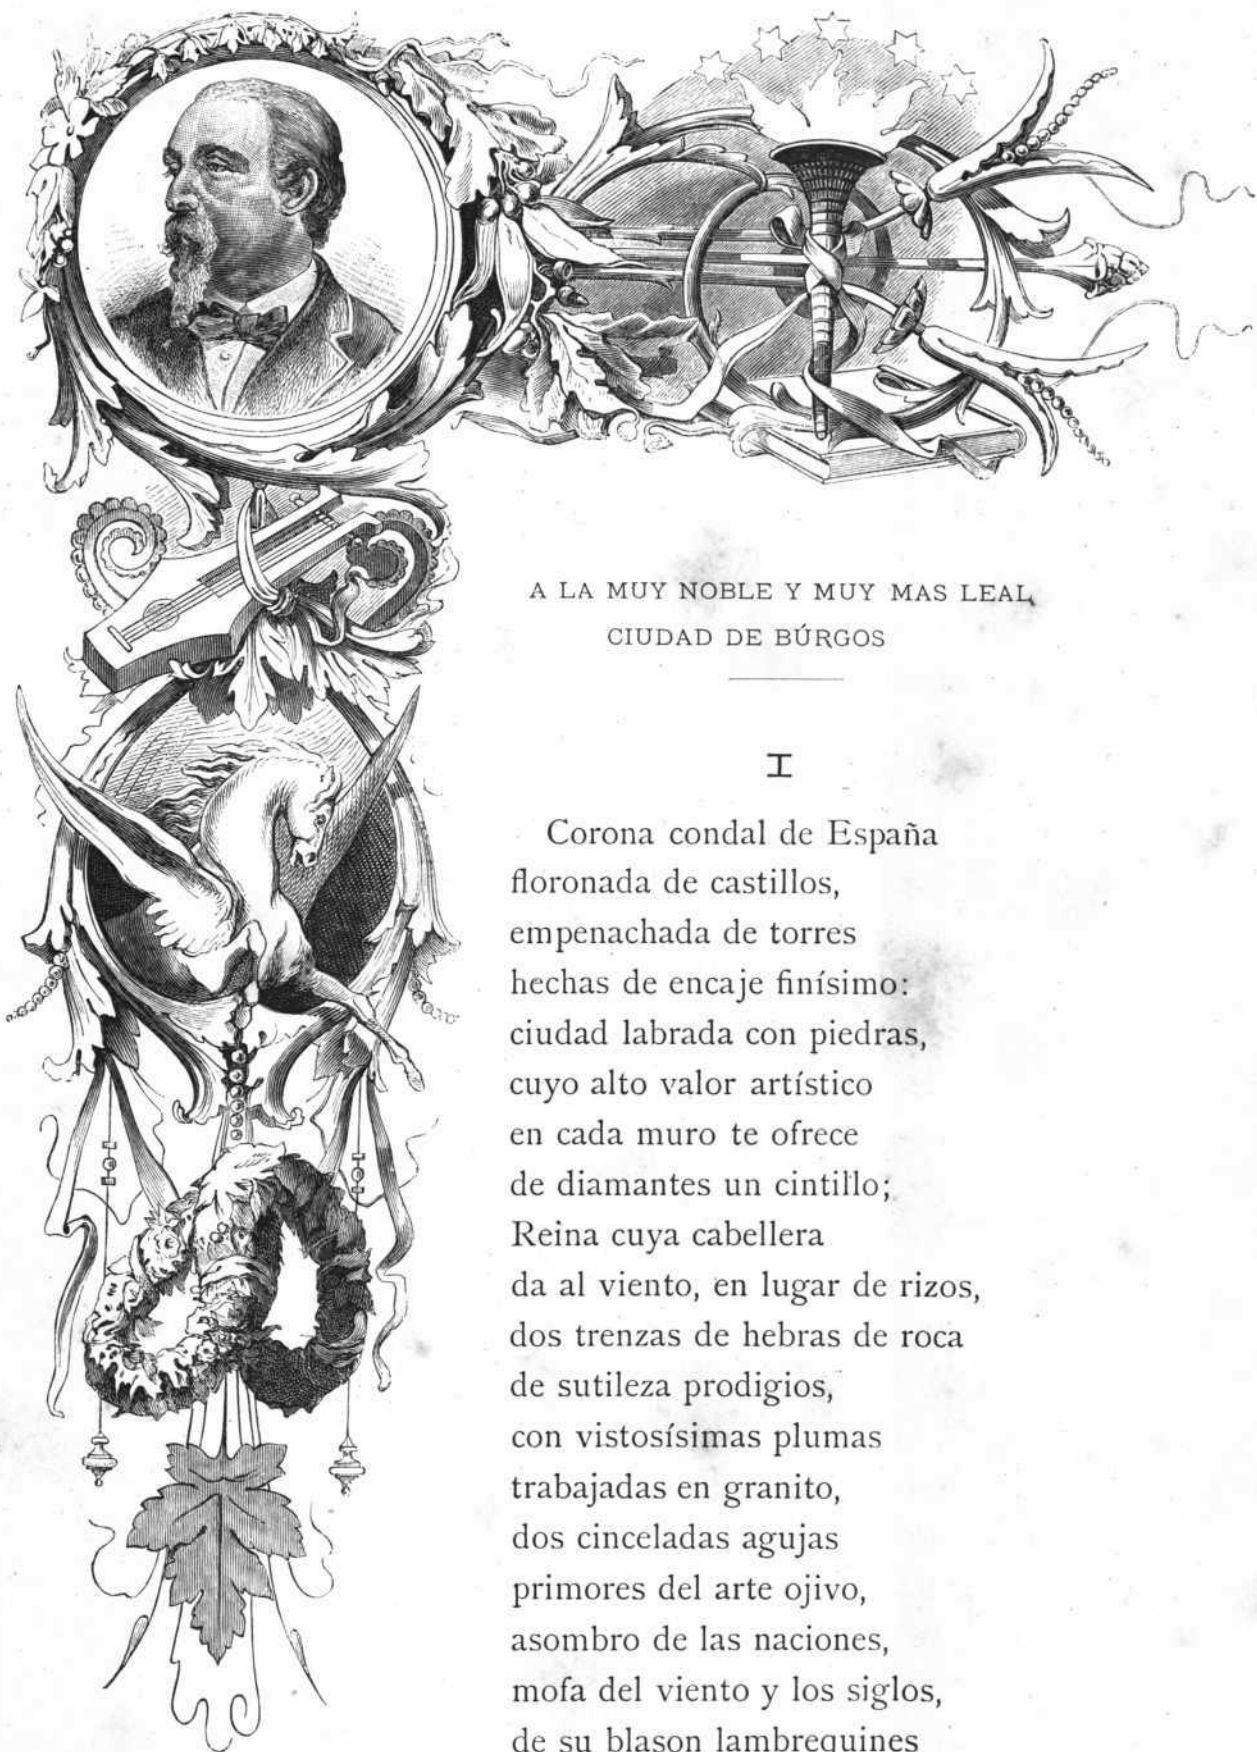 A LA MUY NOBLE Y MUY MAS LEAL
CIUDAD DE BÚRGOS
I
Corona condal de España
floronada de castillos,
empenachada de torres
hechas de encaje finísimo:
ciudad labrada con piedras,
cuyo alto valor artístico
en cada muro te ofrece
de diamantes un cintillo;
Reina cuya cabellera
da al viento, en lugar de rizos,
dos trenzas de hebras de roca
de sutileza prodigios,
con vistosísimas plumas
trabajadas en granito,
dos cinceladas agujas
primores del arte ojivo,
asombro de las naciones,
mofa del viento y los siglos,
de su blason lambrequines